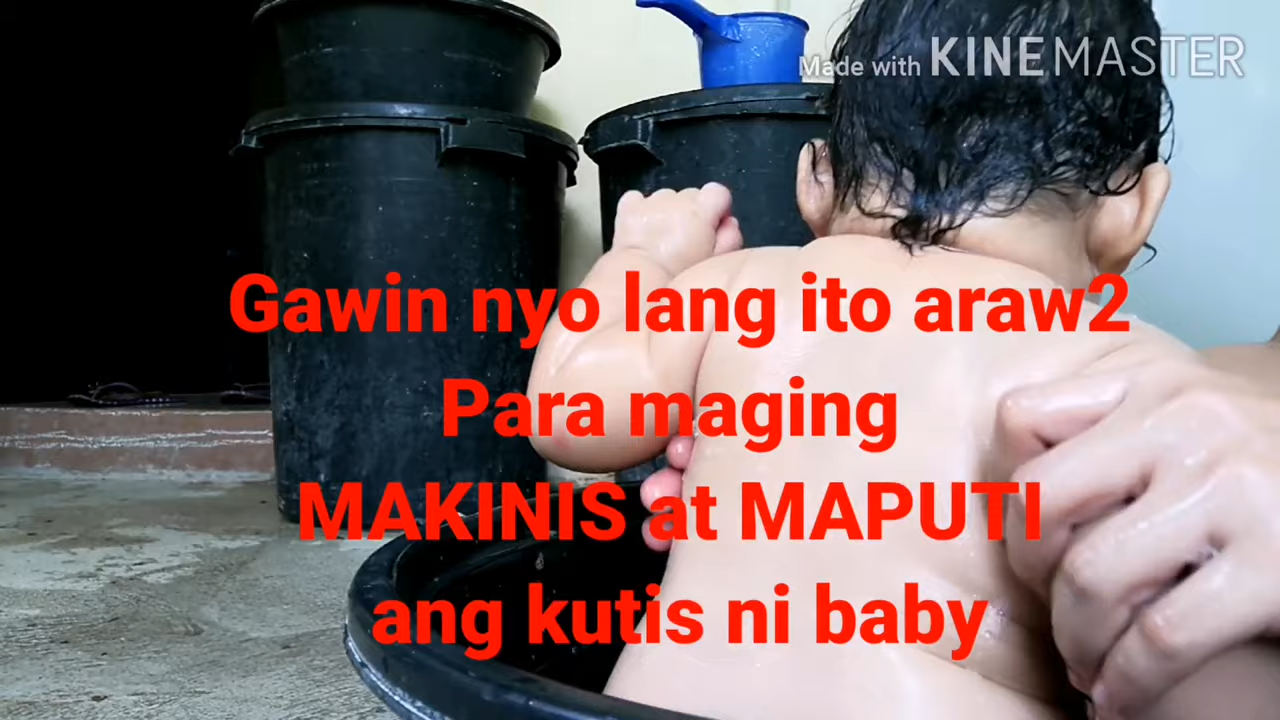 Made with KINEMASTER
Gawin nyo lang ito araw2
Para maging
MAKINIS at MAPUTI
ang kutis ni baby